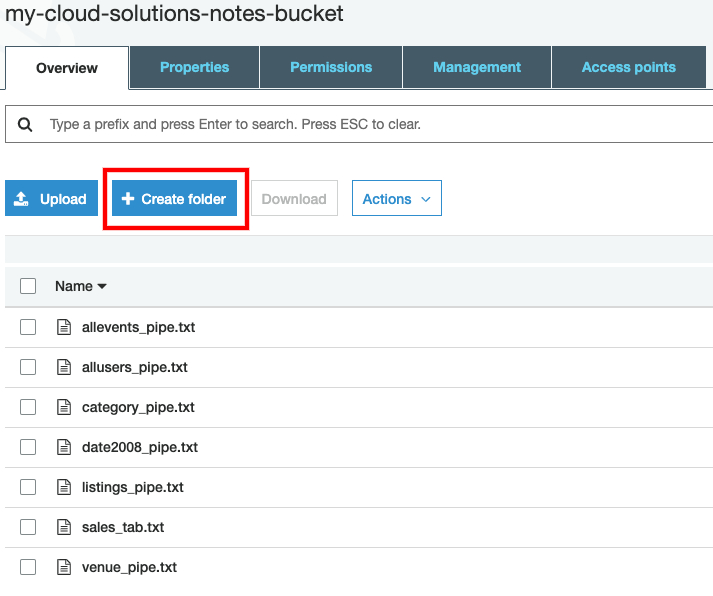 my-cloud-solutions-notes-bucket
Overview Properties Permissions Management Access points
Type a prefix and press Enter to search. Press ESC to clear.
Upload Create folder Download Actions
Name
allevents_pipe.txt
allusers_pipe.txt
category_pipe.txt
date2008_pipe.txt
listings_pipe.txt
sales_tab.txt
venue_pipe.txt